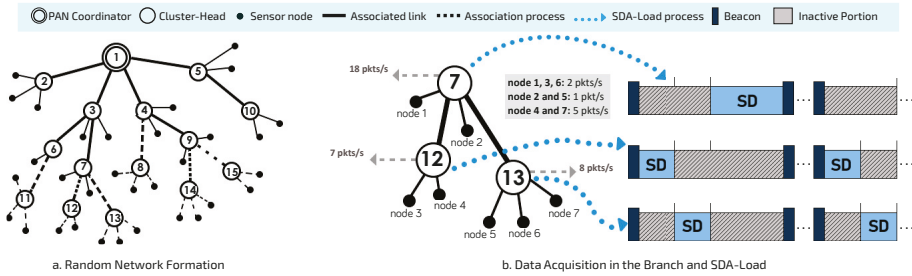 PAN Coordinator Cluster-Head Sensor node Associated link Association process SDA-Load process Beacon Inactive Portion
1
2
3
4
5
6
7
8
9
10
11
12
13
14
15
a. Random Network Formation
18 pkts/s
7
node 1
node 2
node 1, 3, 6: 2 pkts/s
node 2 and 5: 1 pkt/s
node 4 and 7: 5 pkts/s
7 pkts/s
12
13
8 pkts/s
node 3
node 4
node 5
node 6
node 7
SD
...
...
SD
...
SD
...
SD
...
SD
...
b. Data Acquisition in the Branch and SDA-Load